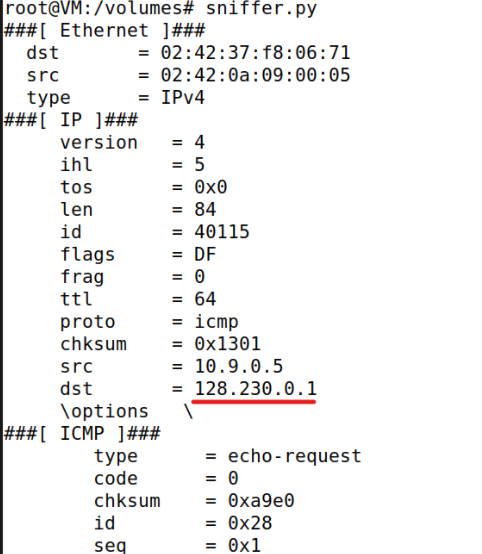 root@VM:/volumes# sniffer.py
###[ Ethernet ]###
  dst       = 02:42:37:f8:06:71
  src       = 02:42:0a:09:00:05
  type      = IPv4
###[ IP ]###
     version   = 4
     ihl       = 5
     tos       = 0x0
     len       = 84
     id        = 40115
     flags     = DF
     frag      = 0
     ttl       = 64
     proto     = icmp
     chksum    = 0x1301
     src       = 10.9.0.5
     dst       = 128.230.0.1
     \options   \
###[ ICMP ]###
        type      = echo-request
        code      = 0
        chksum    = 0xa9e0
        id        = 0x28
        seq       = 0x1